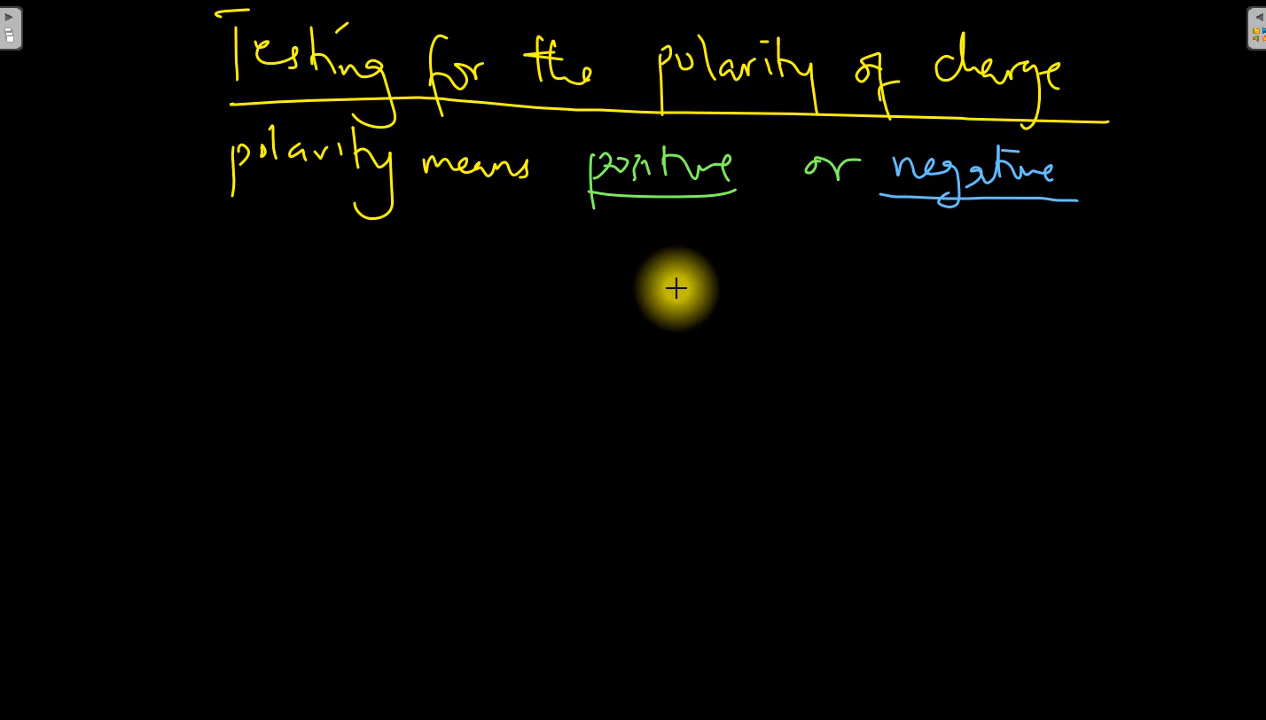 Testing for the polarity of charge
polarity means positive or negative